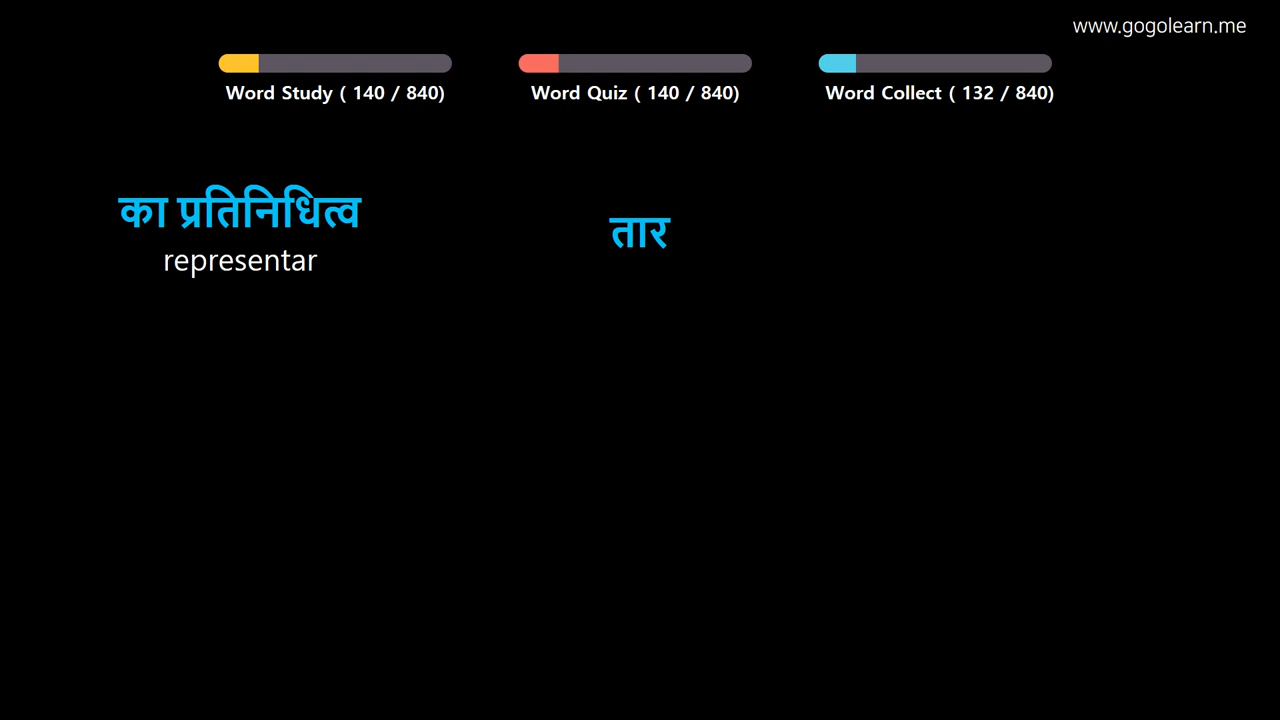 www.gogolearn.me
Word Study ( 140 / 840)
Word Quiz ( 140 / 840)
Word Collect ( 132 / 840)
का प्रतिनिधित्व
representar
तार